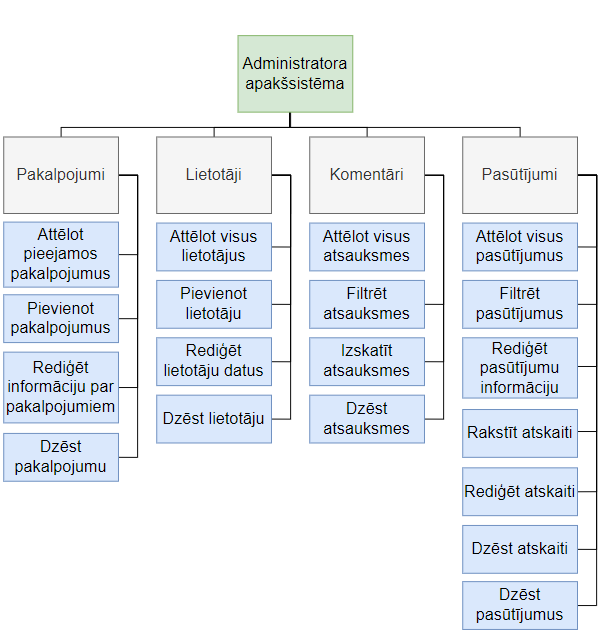 Administratora
apakšsistēma
Pakalpojumi
Attēlot
pieejamos
pakalpojumus
Pievienot
pakalpojumus
Rediģēt
informāciju par
pakalpojumiem
Dzēst
pakalpojumu
Lietotāji
Attēlot visus
lietotājus
Pievienot
lietotāju
Rediģēt
lietotāju datus
Dzēst lietotāju
Komentāri
Attēlot visus
atsauksmes
Filtrēt
atsauksmes
Izskatīt
atsauksmes
Dzēst
atsauksmes
Pasūtījumi
Attēlot visus
pasūtījumus
Filtrēt
pasūtījumus
Rediģēt
pasūtījumu
informāciju
Rakstīt atskaiti
Rediģēt atskaiti
Dzēst atskaiti
Dzēst
pasūtījumus